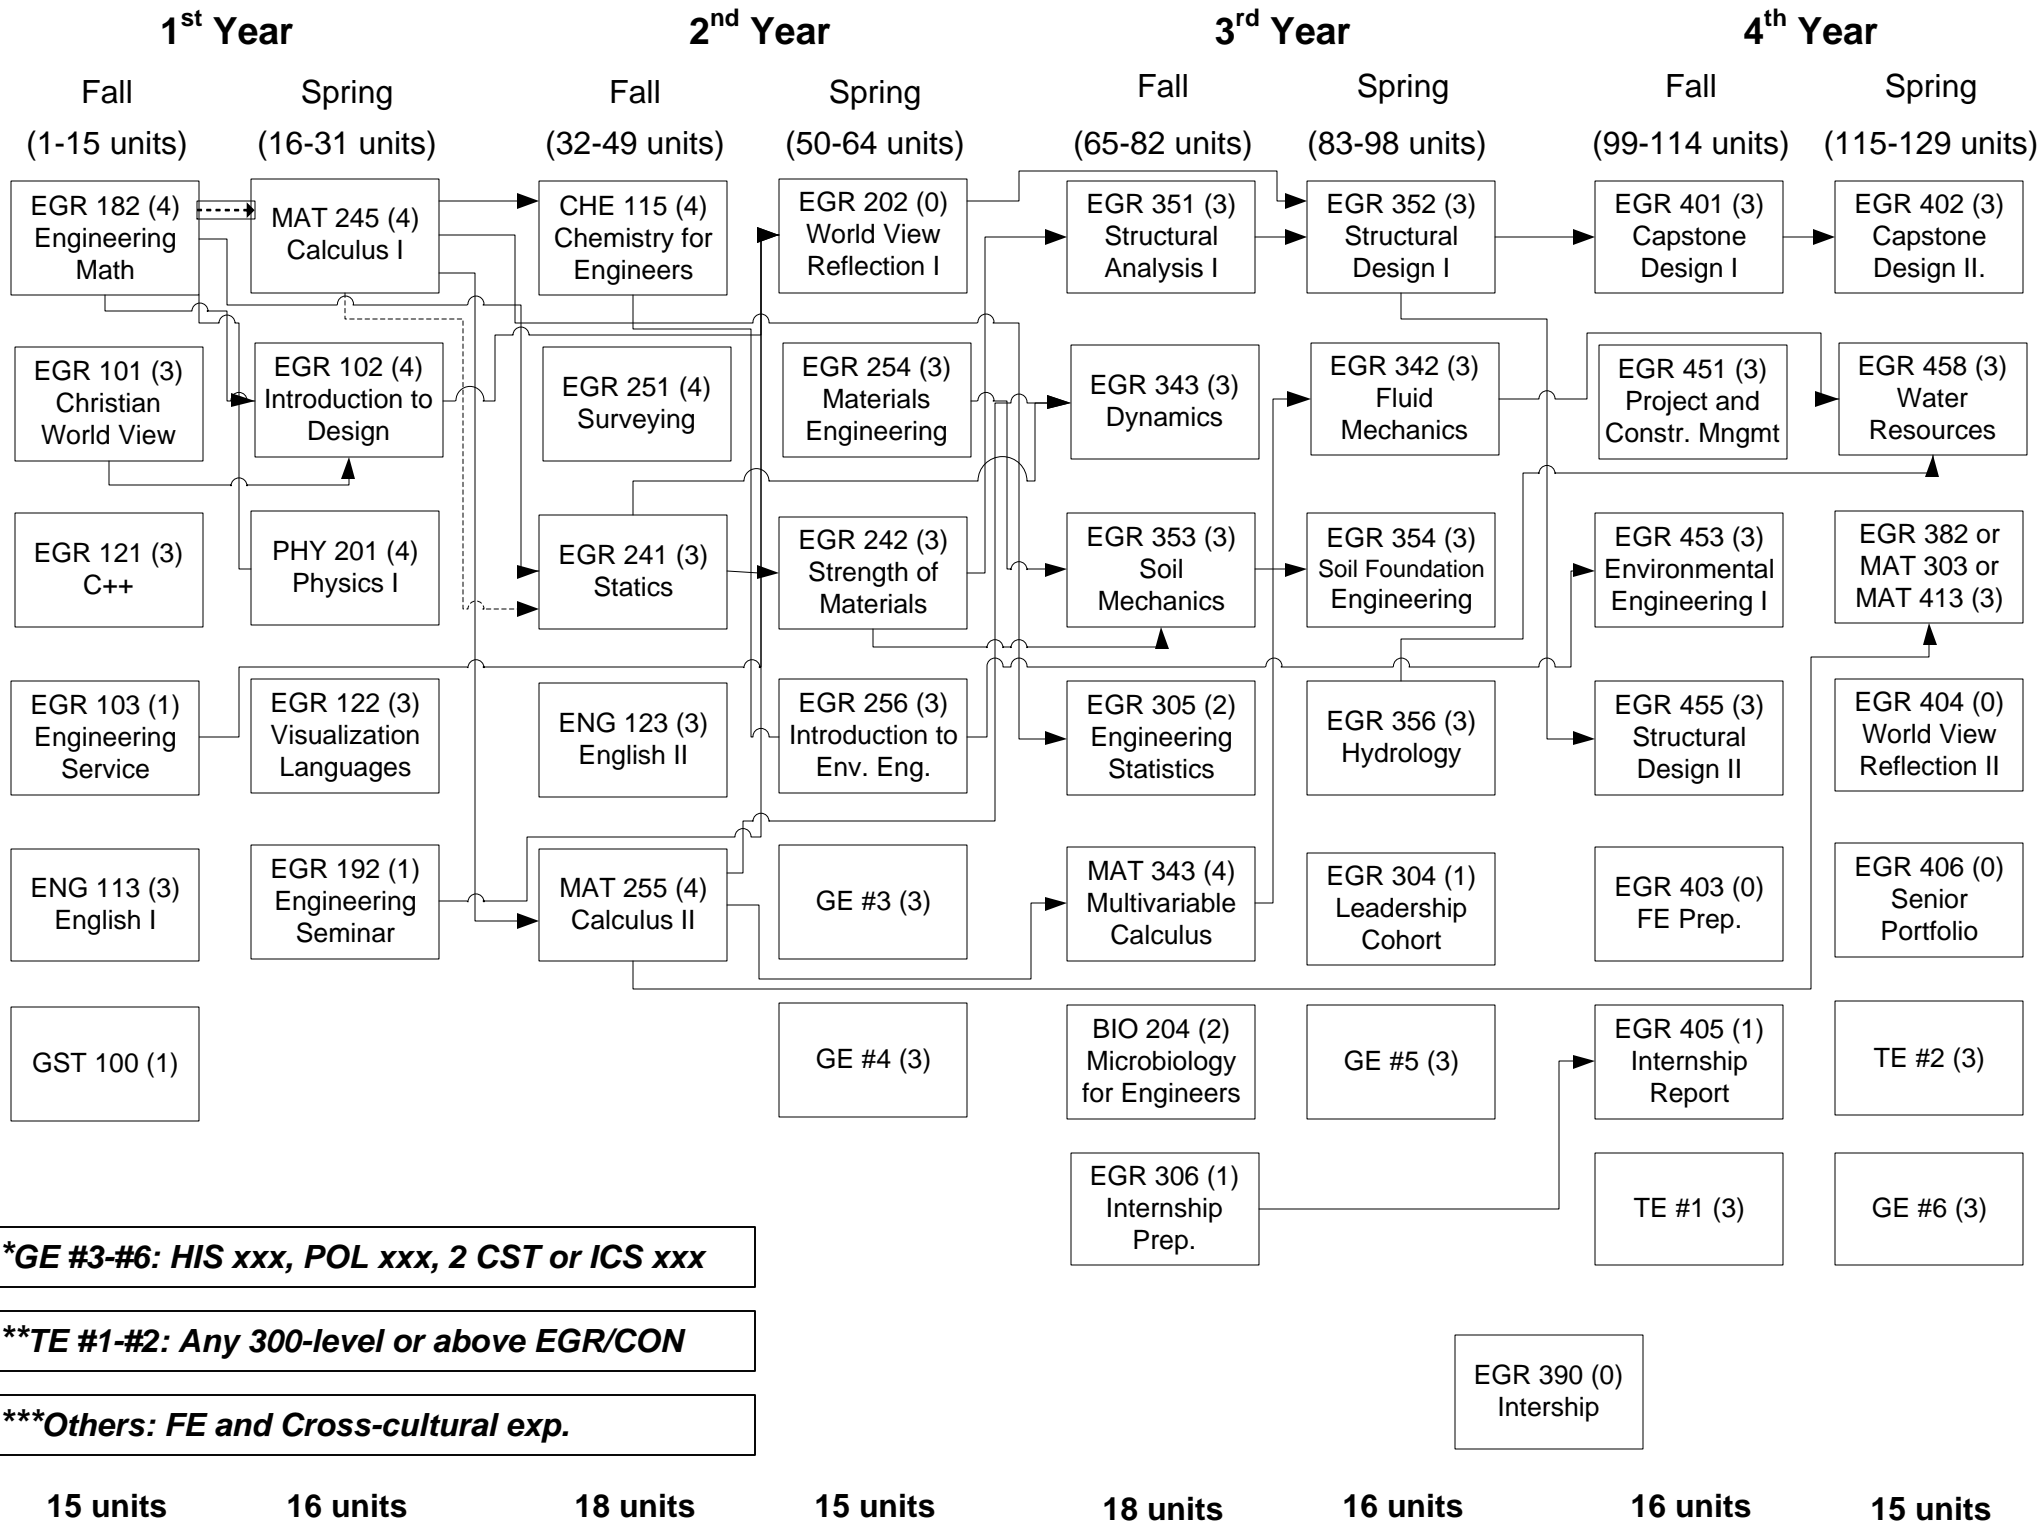 1st Year
2nd Year
3rd Year
4th Year
Fall
Spring
Fall
Spring
Fall
Spring
Fall
Spring
(1-15 units)
(16-31 units)
(32-49 units)
(50-64 units)
(65-82 units)
(83-98 units)
(99-114 units)
(115-129 units)
EGR 182 (4)
Engineering
Math
MAT 245 (4)
Calculus I
CHE 115 (4)
Chemistry for
Engineers
EGR 202 (0)
World View
Reflection I
EGR 351 (3)
Structural
Analysis I
EGR 352 (3)
Structural
Design I
EGR 401 (3)
Capstone
Design I
EGR 402 (3)
Capstone
Design II.
EGR 101 (3)
Christian
World View
EGR 102 (4)
Introduction to
Design
EGR 251 (4)
Surveying
EGR 254 (3)
Materials
Engineering
EGR 343 (3)
Dynamics
EGR 342 (3)
Fluid
Mechanics
EGR 451 (3)
Project and
Constr. Mngmt
EGR 458 (3)
Water
Resources
EGR 121 (3)
C++
PHY 201 (4)
Physics I
EGR 241 (3)
Statics
EGR 242 (3)
Strength of
Materials
EGR 353 (3)
Soil
Mechanics
EGR 354 (3)
Soil Foundation
Engineering
EGR 453 (3)
Environmental
Engineering I
EGR 382 or
MAT 303 or
MAT 413 (3)
EGR 103 (1)
Engineering
Service
EGR 122 (3)
Visualization
Languages
ENG 123 (3)
English II
EGR 256 (3)
Introduction to
Env. Eng.
EGR 305 (2)
Engineering
Statistics
EGR 356 (3)
Hydrology
EGR 455 (3)
Structural
Design II
EGR 404 (0)
World View
Reflection II
ENG 113 (3)
English I
EGR 192 (1)
Engineering
Seminar
MAT 255 (4)
Calculus II
GE #3 (3)
MAT 343 (4)
Multivariable
Calculus
EGR 304 (1)
Leadership
Cohort
EGR 403 (0)
FE Prep.
EGR 406 (0)
Senior
Portfolio
GST 100 (1)
GE #4 (3)
BIO 204 (2)
Microbiology
for Engineers
GE #5 (3)
EGR 405 (1)
Internship
Report
TE #2 (3)
EGR 306 (1)
Internship
Prep.
TE #1 (3)
GE #6 (3)
*GE #3-#6: HIS xxx, POL xxx, 2 CST or ICS xxx
**TE #1-#2: Any 300-level or above EGR/CON
***Others: FE and Cross-cultural exp.
EGR 390 (0)
Intership
15 units
16 units
18 units
15 units
18 units
16 units
16 units
15 units